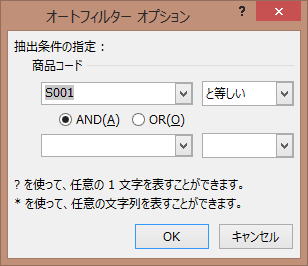 オートフィルター オプション
? ×
抽出条件の指定 :
商品コード
S001 と等しい
AND(A) OR(O)
? を使って、任意の 1 文字を表すことができます。
* を使って、任意の文字列を表すことができます。
OK キャンセル